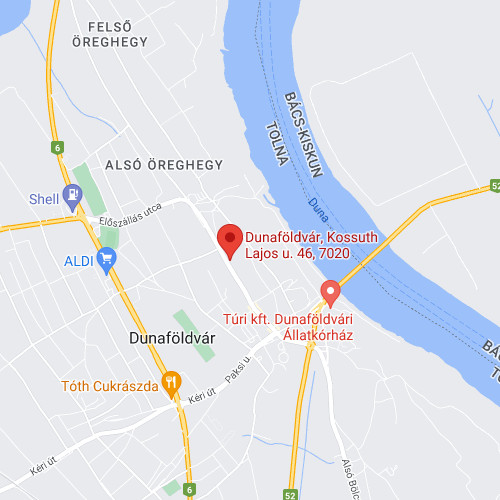 FELSŐ
ÖREGHEGY
6
BÁCS-KISKUN
TOLNA
ALSÓ ÖREGHEGY
Shell
Előszállás utca
Duna
52
Dunaföldvár, Kossuth
Lajos u. 46, 7020
ALDI
Túri kft. Dunaföldvári
Állatkórház
Dunaföldvár
Paksi u.
Tóth Cukrászda
Kéri út
Kéri út
Alsó Bölc
6
52